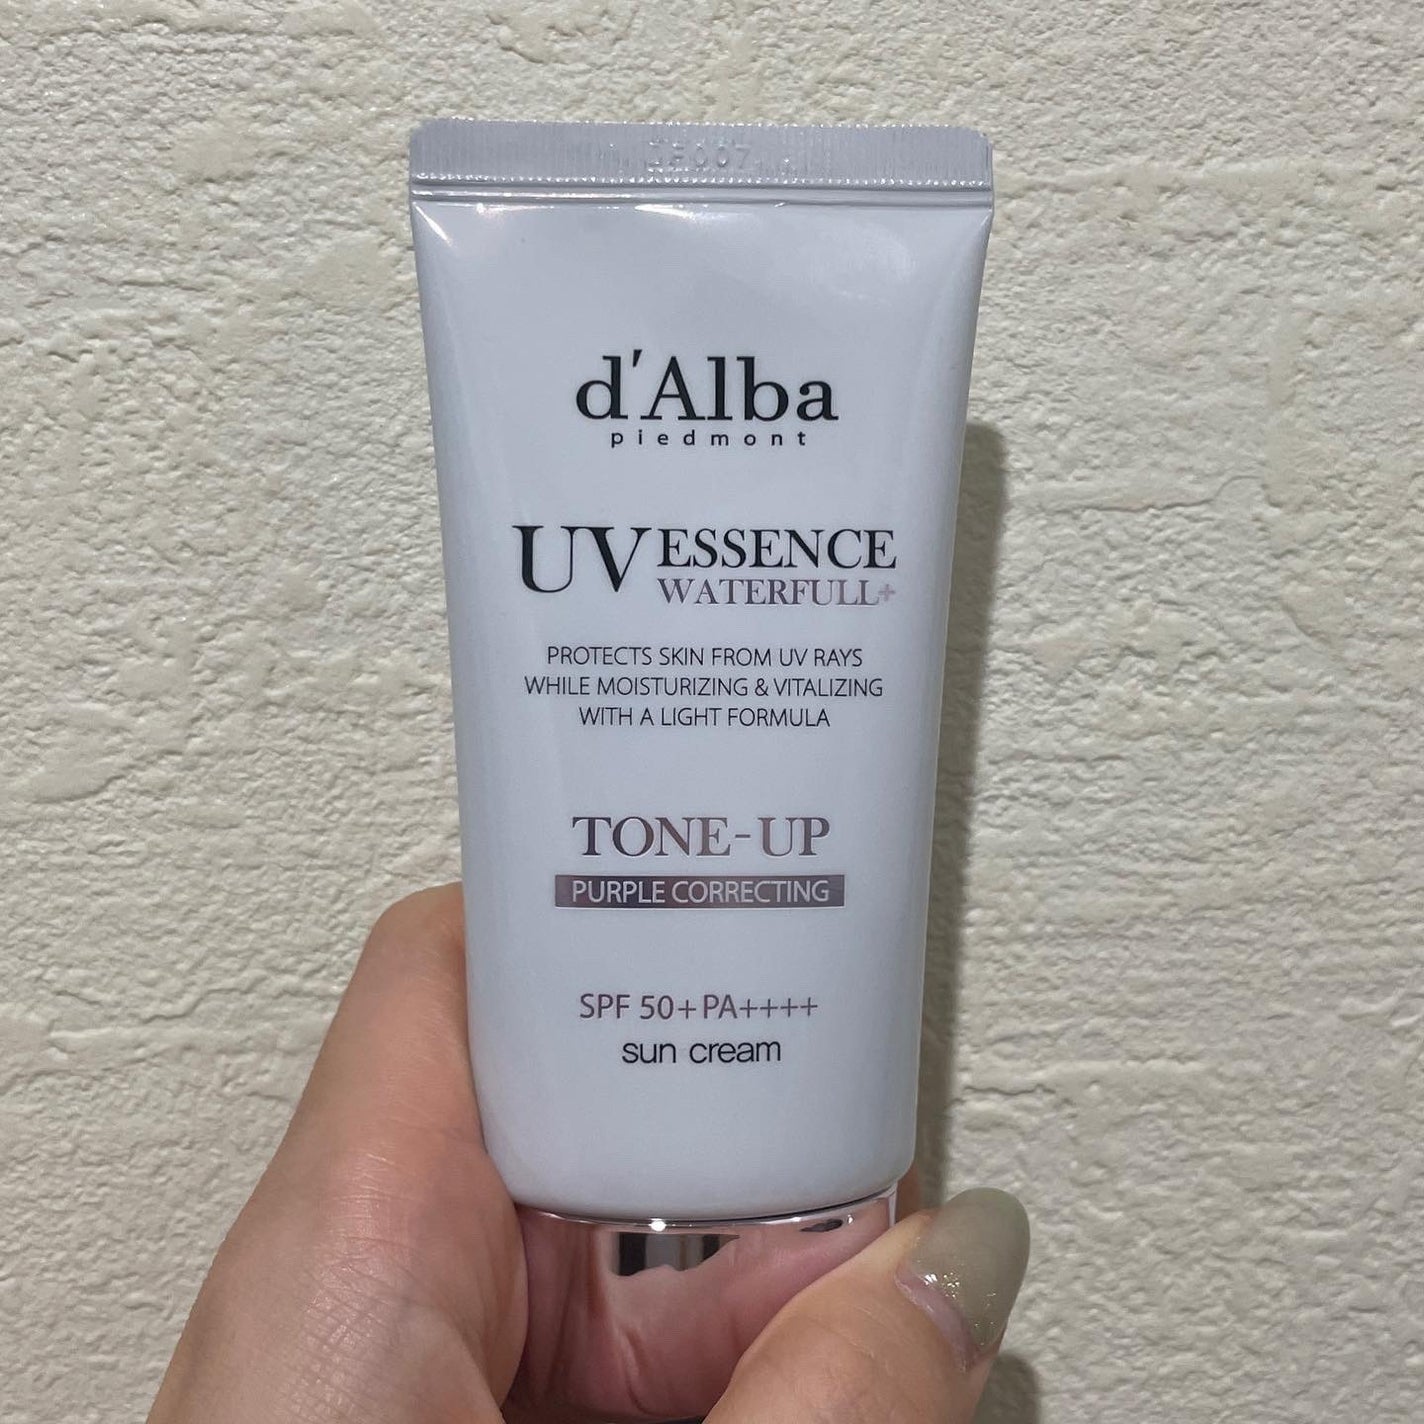 d'Alba
piedmont
UV ESSENCE
WATERFULL+
PROTECTS SKIN FROM UV RAYS
WHILE MOISTURIZING & VITALIZING
WITH A LIGHT FORMULA
TONE-UP
PURPLE CORRECTING
SPF 50+ PA++++
sun cream